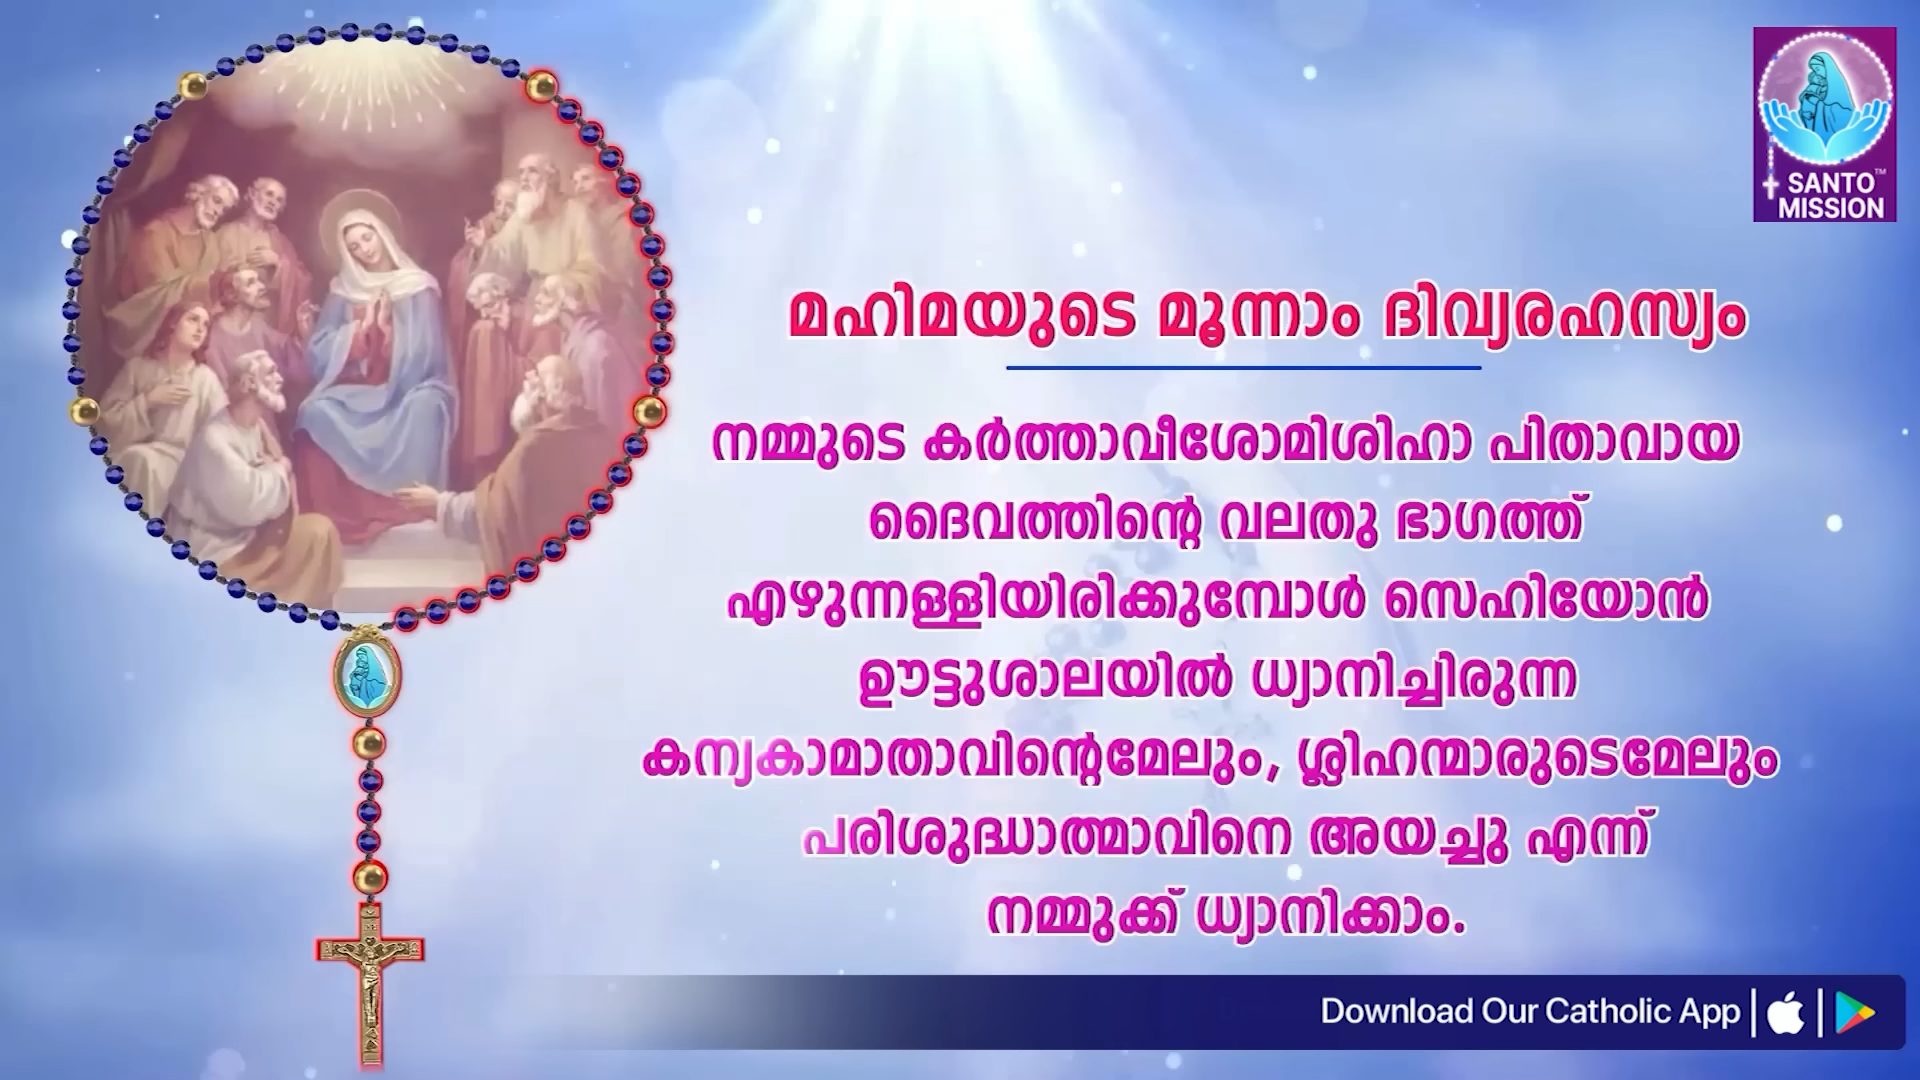 SANTO™
MISSION
മഹിമയുടെ മൂന്നാം ദിവ്യരഹസ്യം
നമ്മുടെ കർത്താവീശോമിശിഹാ പിതാവായ
ദൈവത്തിന്റെ വലതു ഭാഗത്ത്
എഴുന്നള്ളിയിരിക്കുമ്പോൾ സെഹിയോൻ
ഊട്ടുശാലയിൽ ധ്യാനിച്ചിരുന്ന
കന്യകാമാതാവിന്റെമേലും, ശ്ലിഹന്മാരുടെമേലും
പരിശുദ്ധാത്മാവിനെ അയച്ചു എന്ന്
നമ്മുക്ക് ധ്യാനിക്കാം.
Download Our Catholic App